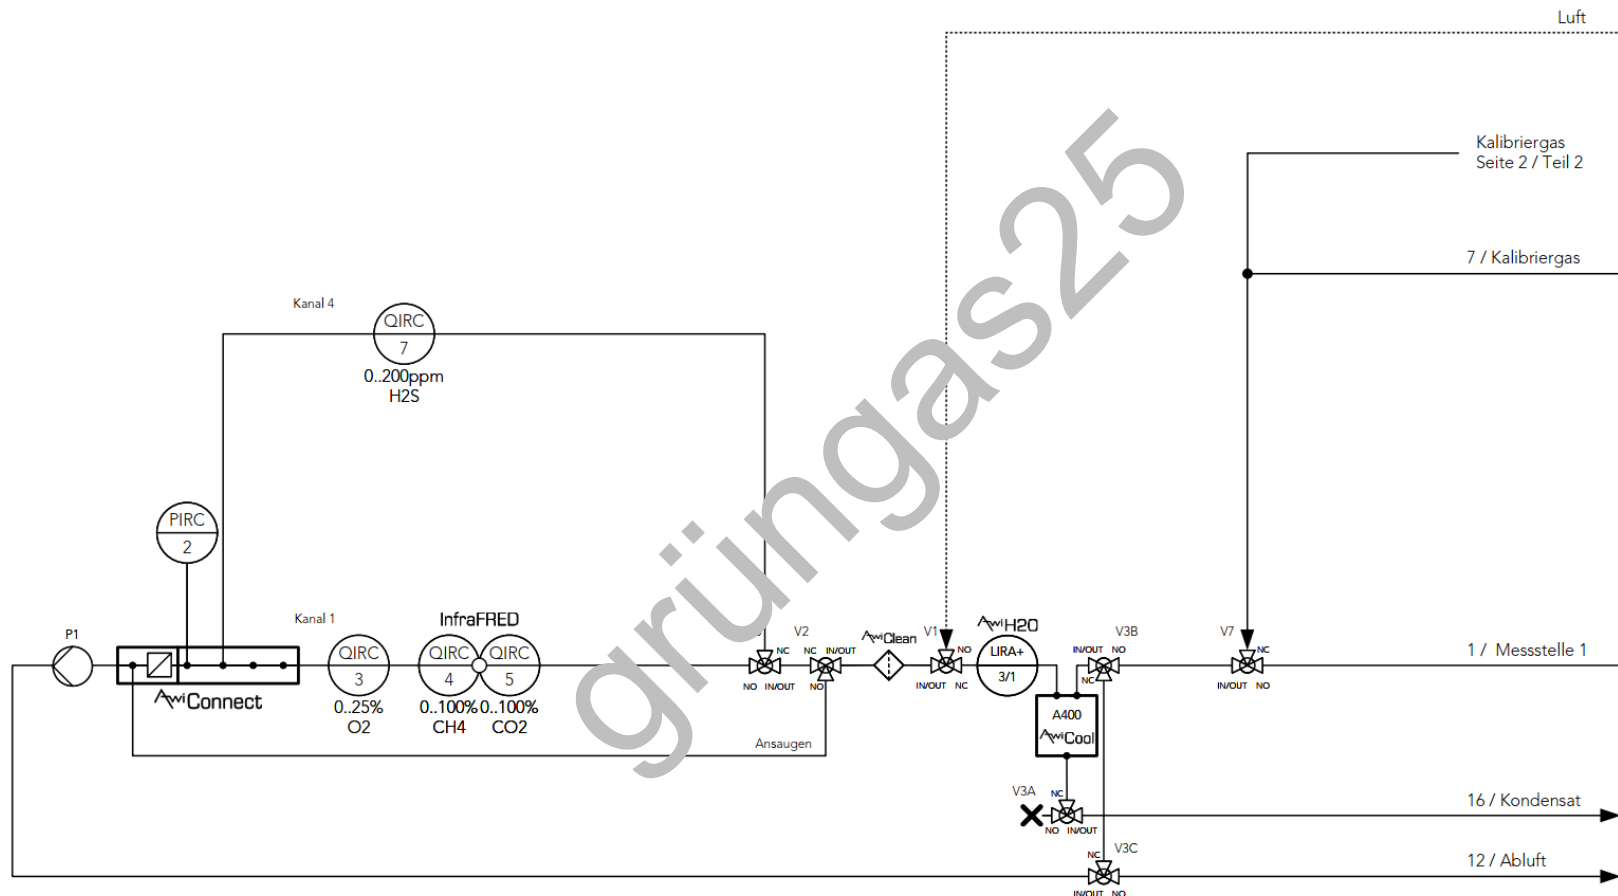 Luft
Kalibriergas
Seite 2 / Teil 2
7 / Kalibriergas
Kanal 4
QIRC
7
0..200ppm
H2S
grüngas25
PIRC
2
P1
Kanal 1
InfraFRED
QIRC
3
QIRC
4
QIRC
5
0..25%
O2
0..100%
CH4
0..100%
CO2
AwiConnect
NC
NO IN/OUT
V2
NC IN/OUT
NO
Ansaugen
AwiClean
V1
NO
IN/OUT NC
AwiH2O
LIRA+
3/1
V3B
IN/OUT NO
NC
V7
NC
IN/OUT NO
1 / Messstelle 1
A400
AwiCool
V3A
NC
NO IN/OUT
16 / Kondensat
V3C
NC
IN/OUT NO
12 / Abluft